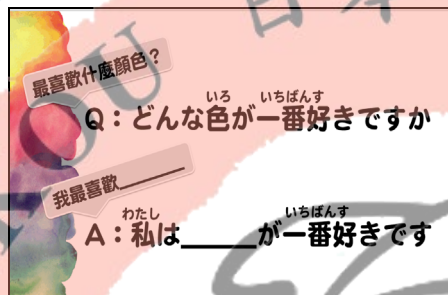 最喜歡什麼顏色？
いろ いちばんす
Q：どんな色が一番好きですか
我最喜歡______
わたし いちばんす
A：私は______が一番好きです